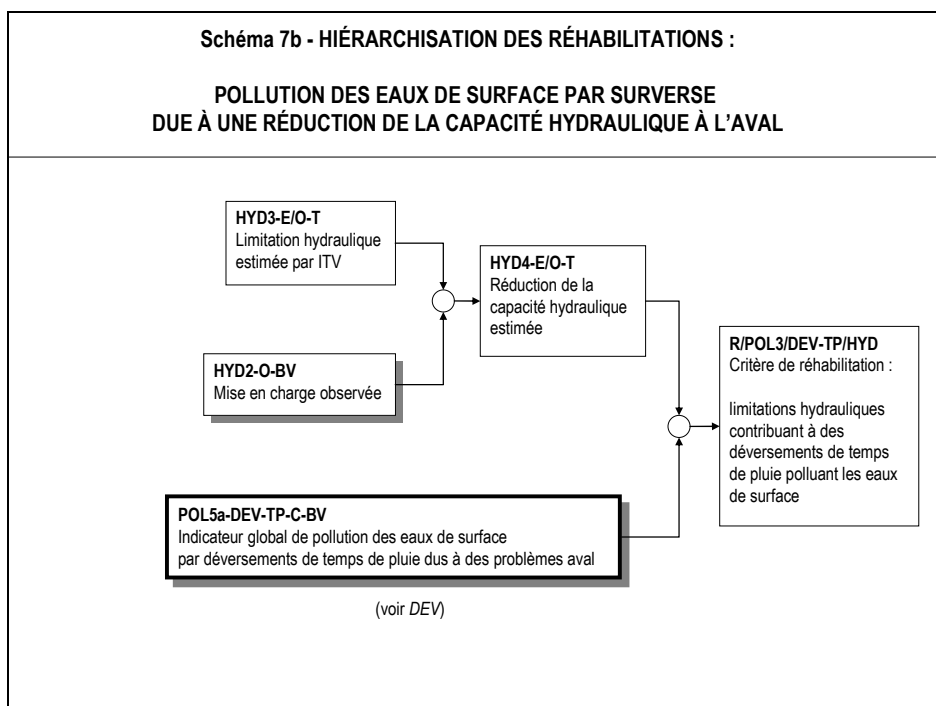 Schéma 7b - HIÉRARCHISATION DES RÉHABILITATIONS :
POLLUTION DES EAUX DE SURFACE PAR SURVERSE
DUE À UNE RÉDUCTION DE LA CAPACITÉ HYDRAULIQUE À L'AVAL
HYD3-E/O-T
Limitation hydraulique
estimée par ITV
HYD2-O-BV
Mise en charge observée
HYD4-E/O-T
Réduction de la
capacité hydraulique
estimée
R/POL3/DEV-TP/HYD
Critère de réhabilitation :
limitations hydrauliques
contribuant à des
déversements de temps
de pluie polluant les eaux
de surface
POL5a-DEV-TP-C-BV
Indicateur global de pollution des eaux de surface
par déversements de temps de pluie dus à des problèmes aval
(voir DEV)